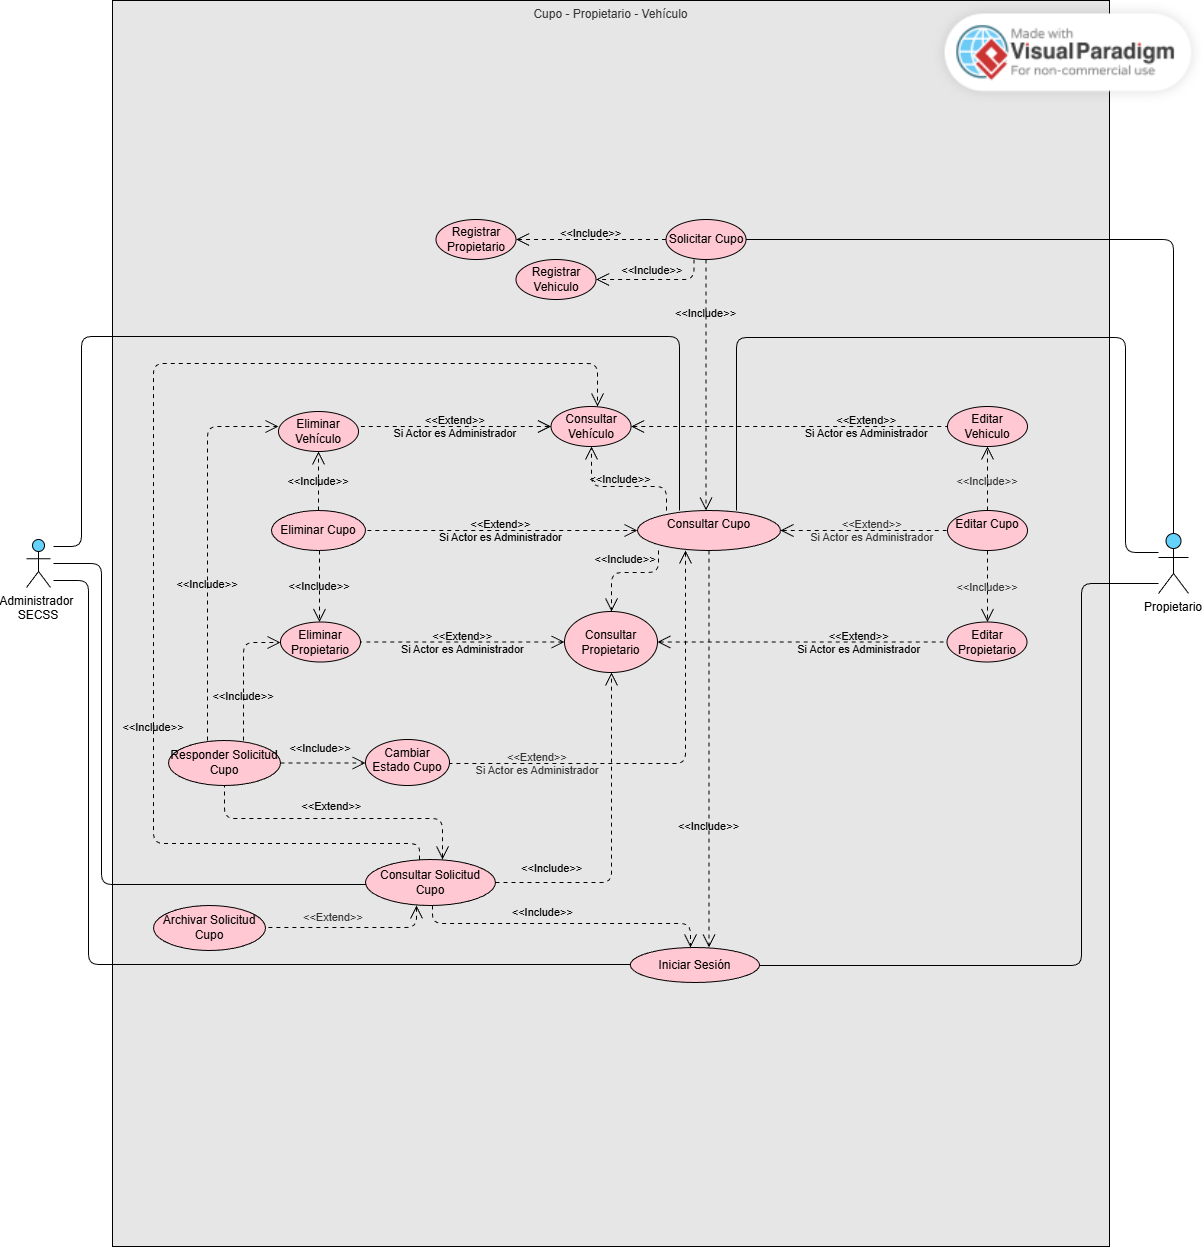 Cupo - Propietario - Vehículo
Made with
VisualParadigm
For non-commercial use
Registrar
Propietario
<<Include>>
Solicitar Cupo
Registrar
Vehiculo
<<Include>>
<<Include>>
Eliminar
Vehículo
<<Extend>>
Si Actor es Administrador
Consultar
Vehículo
<<Extend>>
Si Actor es Administrador
Editar
Vehiculo
<<Include>>
<<Include>>
<<Include>>
Eliminar Cupo
<<Extend>>
Si Actor es Administrador
Consultar Cupo
<<Extend>>
Si Actor es Administrador
Editar Cupo
<<Include>>
<<Include>>
<<Include>>
<<Include>>
Administrador
SECSS
Propietario
Eliminar
Propietario
<<Extend>>
Si Actor es Administrador
Consultar
Propietario
<<Extend>>
Si Actor es Administrador
Editar
Propietario
<<Include>>
<<Include>>
Responder Solicitud
Cupo
<<Include>>
Cambiar
Estado Cupo
<<Extend>>
Si Actor es Administrador
<<Extend>>
<<Include>>
Consultar Solicitud
Cupo
<<Include>>
Archivar Solicitud
Cupo
<<Extend>>
<<Include>>
Iniciar Sesión